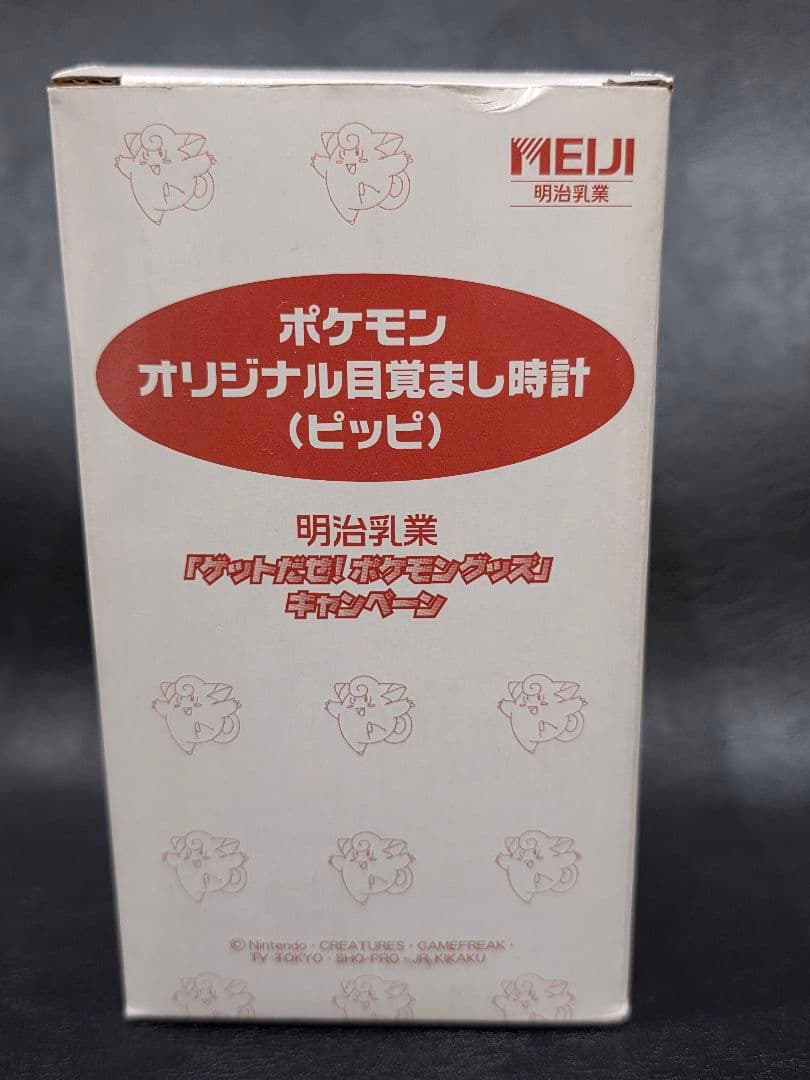 MEIJI
明治乳業
ポケモン
オリジナル目覚まし時計
(ピッピ)
明治乳業
「ゲットだぜ!ポケモングッズ」
キャンペーン
©Nintendo・CREATURES・GAMEFREAK・
TV TOKYO・SHO-PRO・JR KIKAKU